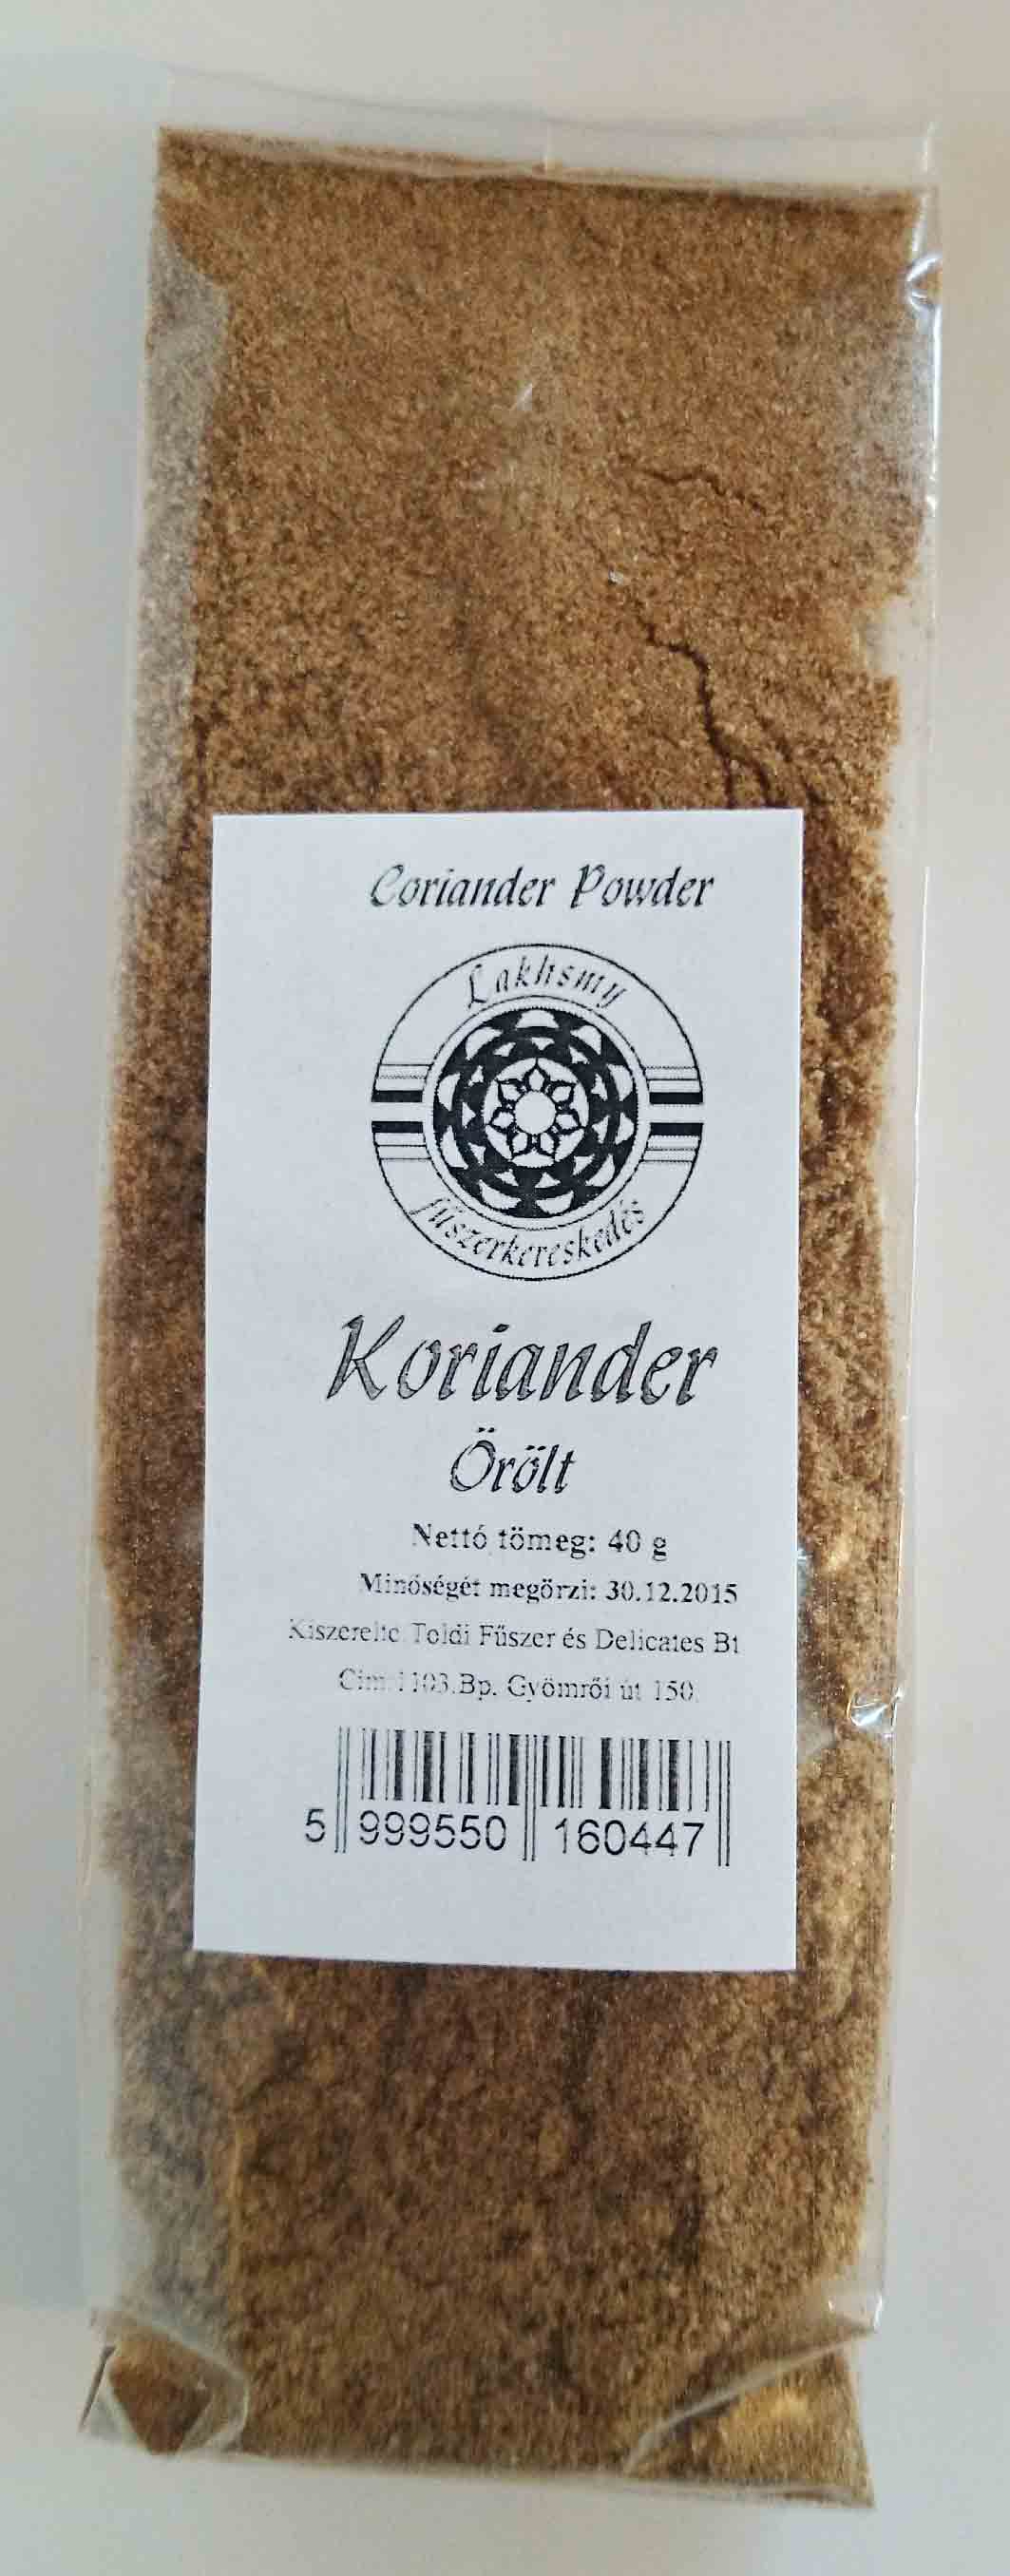 Coriander Powder
Lakhsmy
fűszerkereskedés
Koriander
Őrölt
Nettó tömeg: 40 g
Minőségét megőrzi: 30.12.2015
Kiszerelte Toldi Fűszer és Delicates Bt
Cím 1103.Bp. Gyömrői út 150.
5 999550 160447